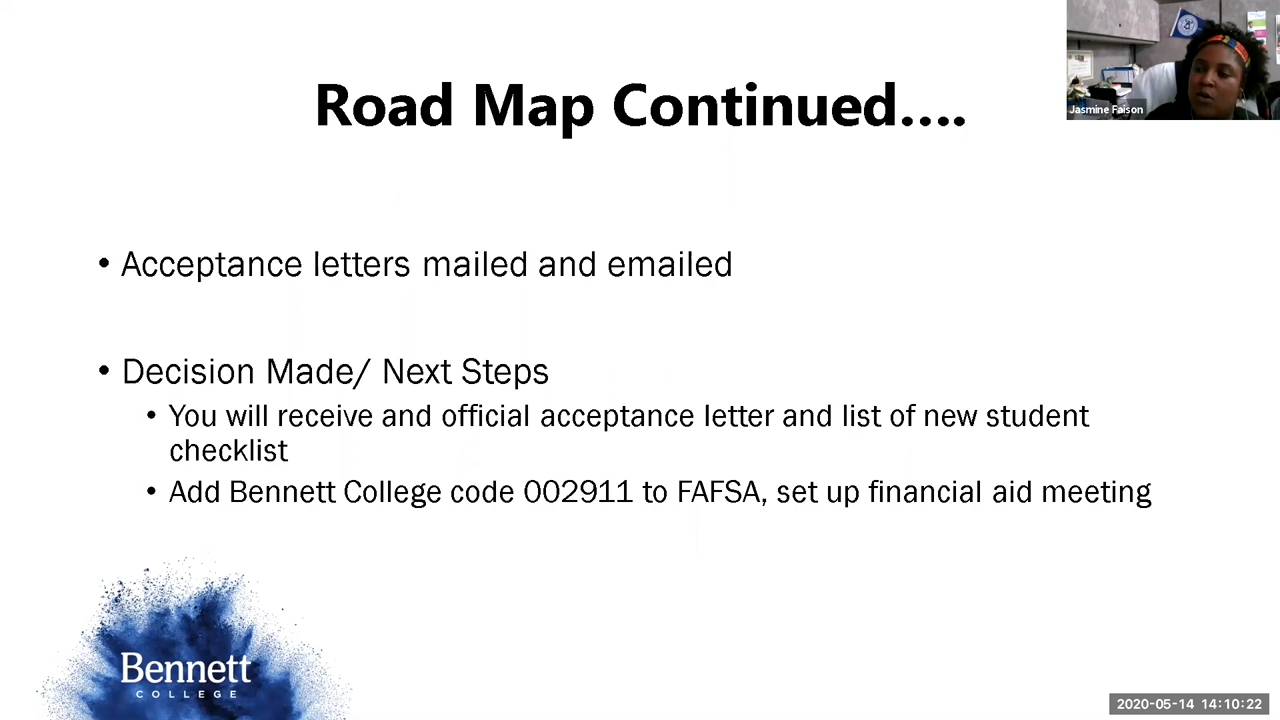 Road Map Continued....
Jasmine Faison
• Acceptance letters mailed and emailed
• Decision Made/ Next Steps
• You will receive and official acceptance letter and list of new student
checklist
• Add Bennett College code 002911 to FAFSA, set up financial aid meeting
Bennett
COLLEGE
2020-05-14 14:10:22